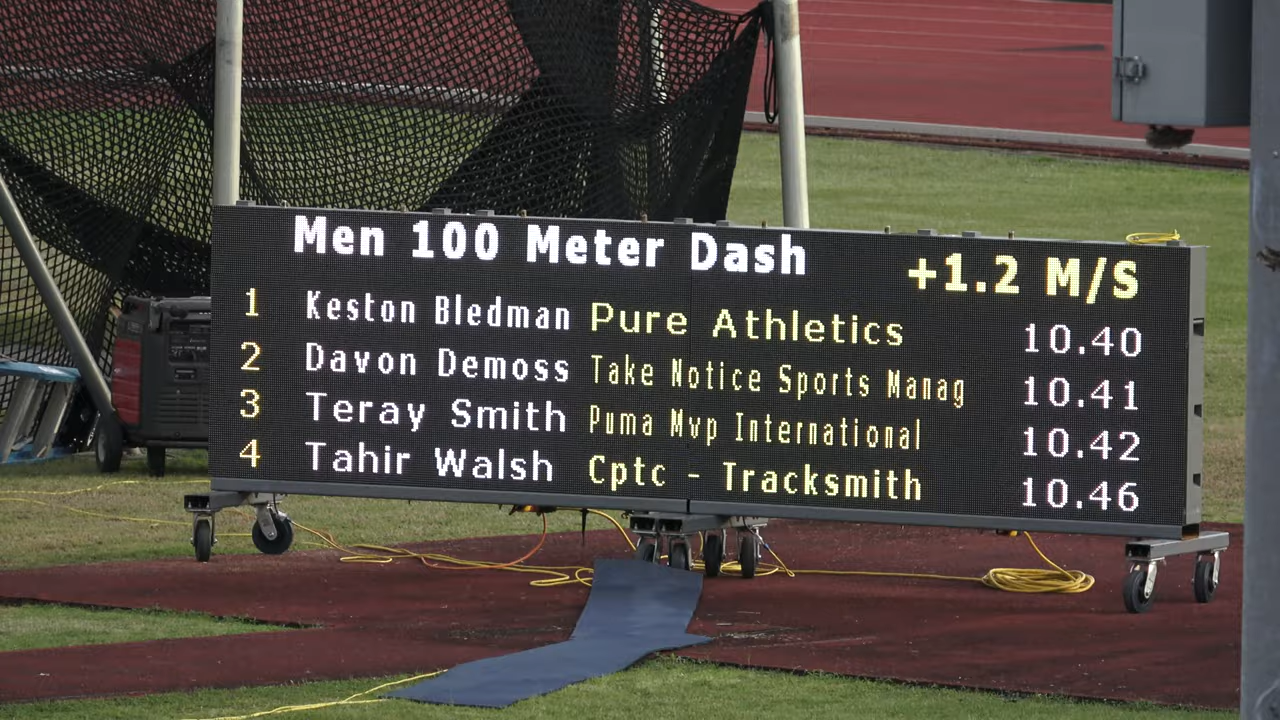 Men 100 Meter Dash +1.2 M/S
1 Keston Bledman Pure Athletics 10.40
2 Davon Demoss Take Notice Sports Manag 10.41
3 Teray Smith Puma Mvp International 10.42
4 Tahir Walsh Cptc - Tracksmith 10.46